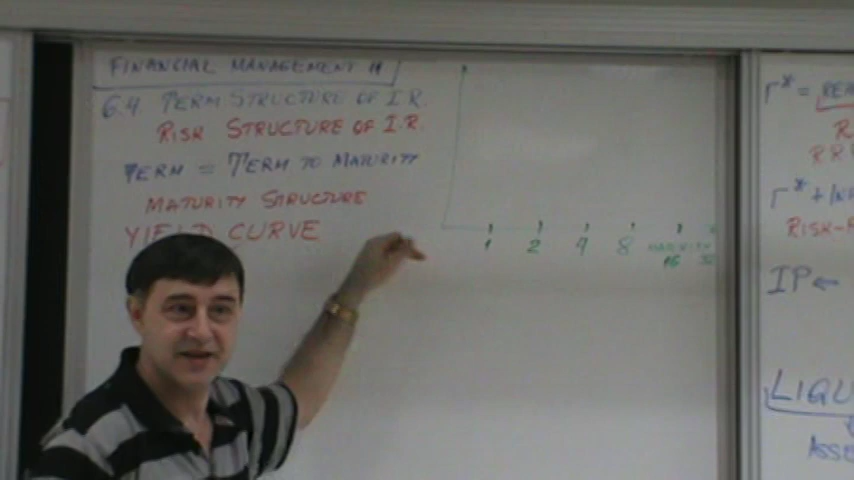 FINANCIAL MANAGEMENT II
6.4 TERM STRUCTURE OF I.R.
RISK STRUCTURE OF I.R.
TERM = TERM TO MATURITY
MATURITY STRUCTURE
YIELD CURVE
1 2 4 8 16
MATURITY
r* =
r* +
RISK-
IP ←
LIQU
ASSE